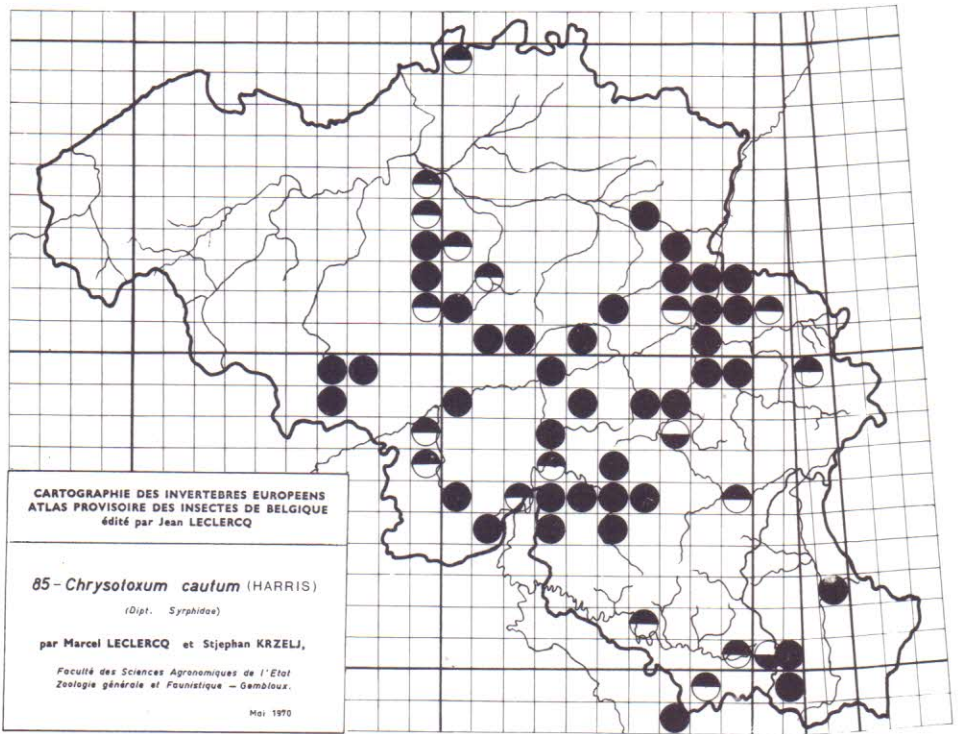 CARTOGRAPHIE DES INVERTEBRES EUROPEENS
ATLAS PROVISOIRE DES INSECTES DE BELGIQUE
édité par Jean LECLERCQ
85 – Chrysotoxum cautum (HARRIS)
(Dipt. Syrphidae)
par Marcel LECLERCQ et Stjephan KRZELJ,
Faculté des Sciences Agronomiques de l'Etat
Zoologie générale et Faunistique — Gembloux.
Mai 1970